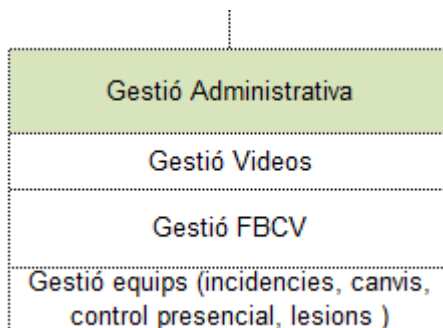 Gestió Administrativa
Gestió Videos
Gestió FBCV
Gestió equips (incidencies, canvis,
control presencial, lesions )